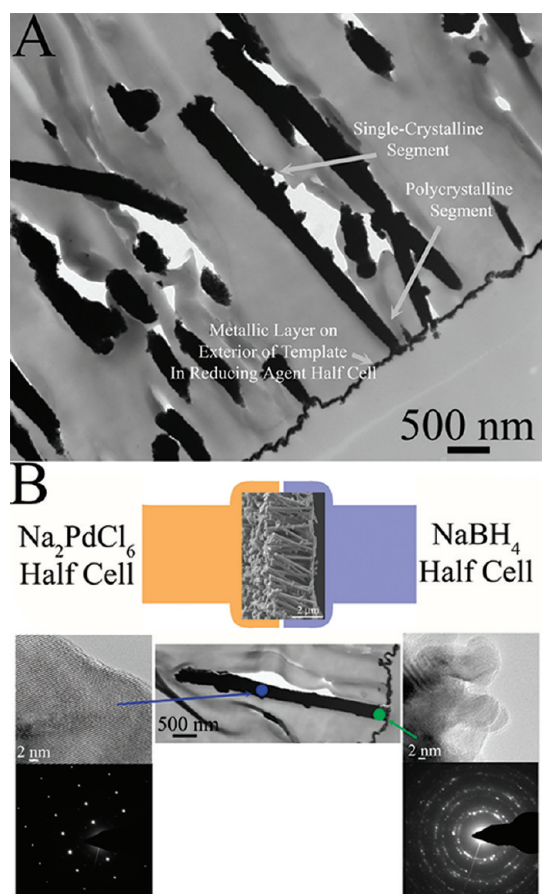 A
Single-Crystalline
Segment
Polycrystalline
Segment
Metallic Layer on
Exterior of Template
In Reducing Agent Half Cell
500 nm
B
Na₂PdCl₆
Half Cell
NaBH₄
Half Cell
2 μm
2 nm
500 nm
2 nm